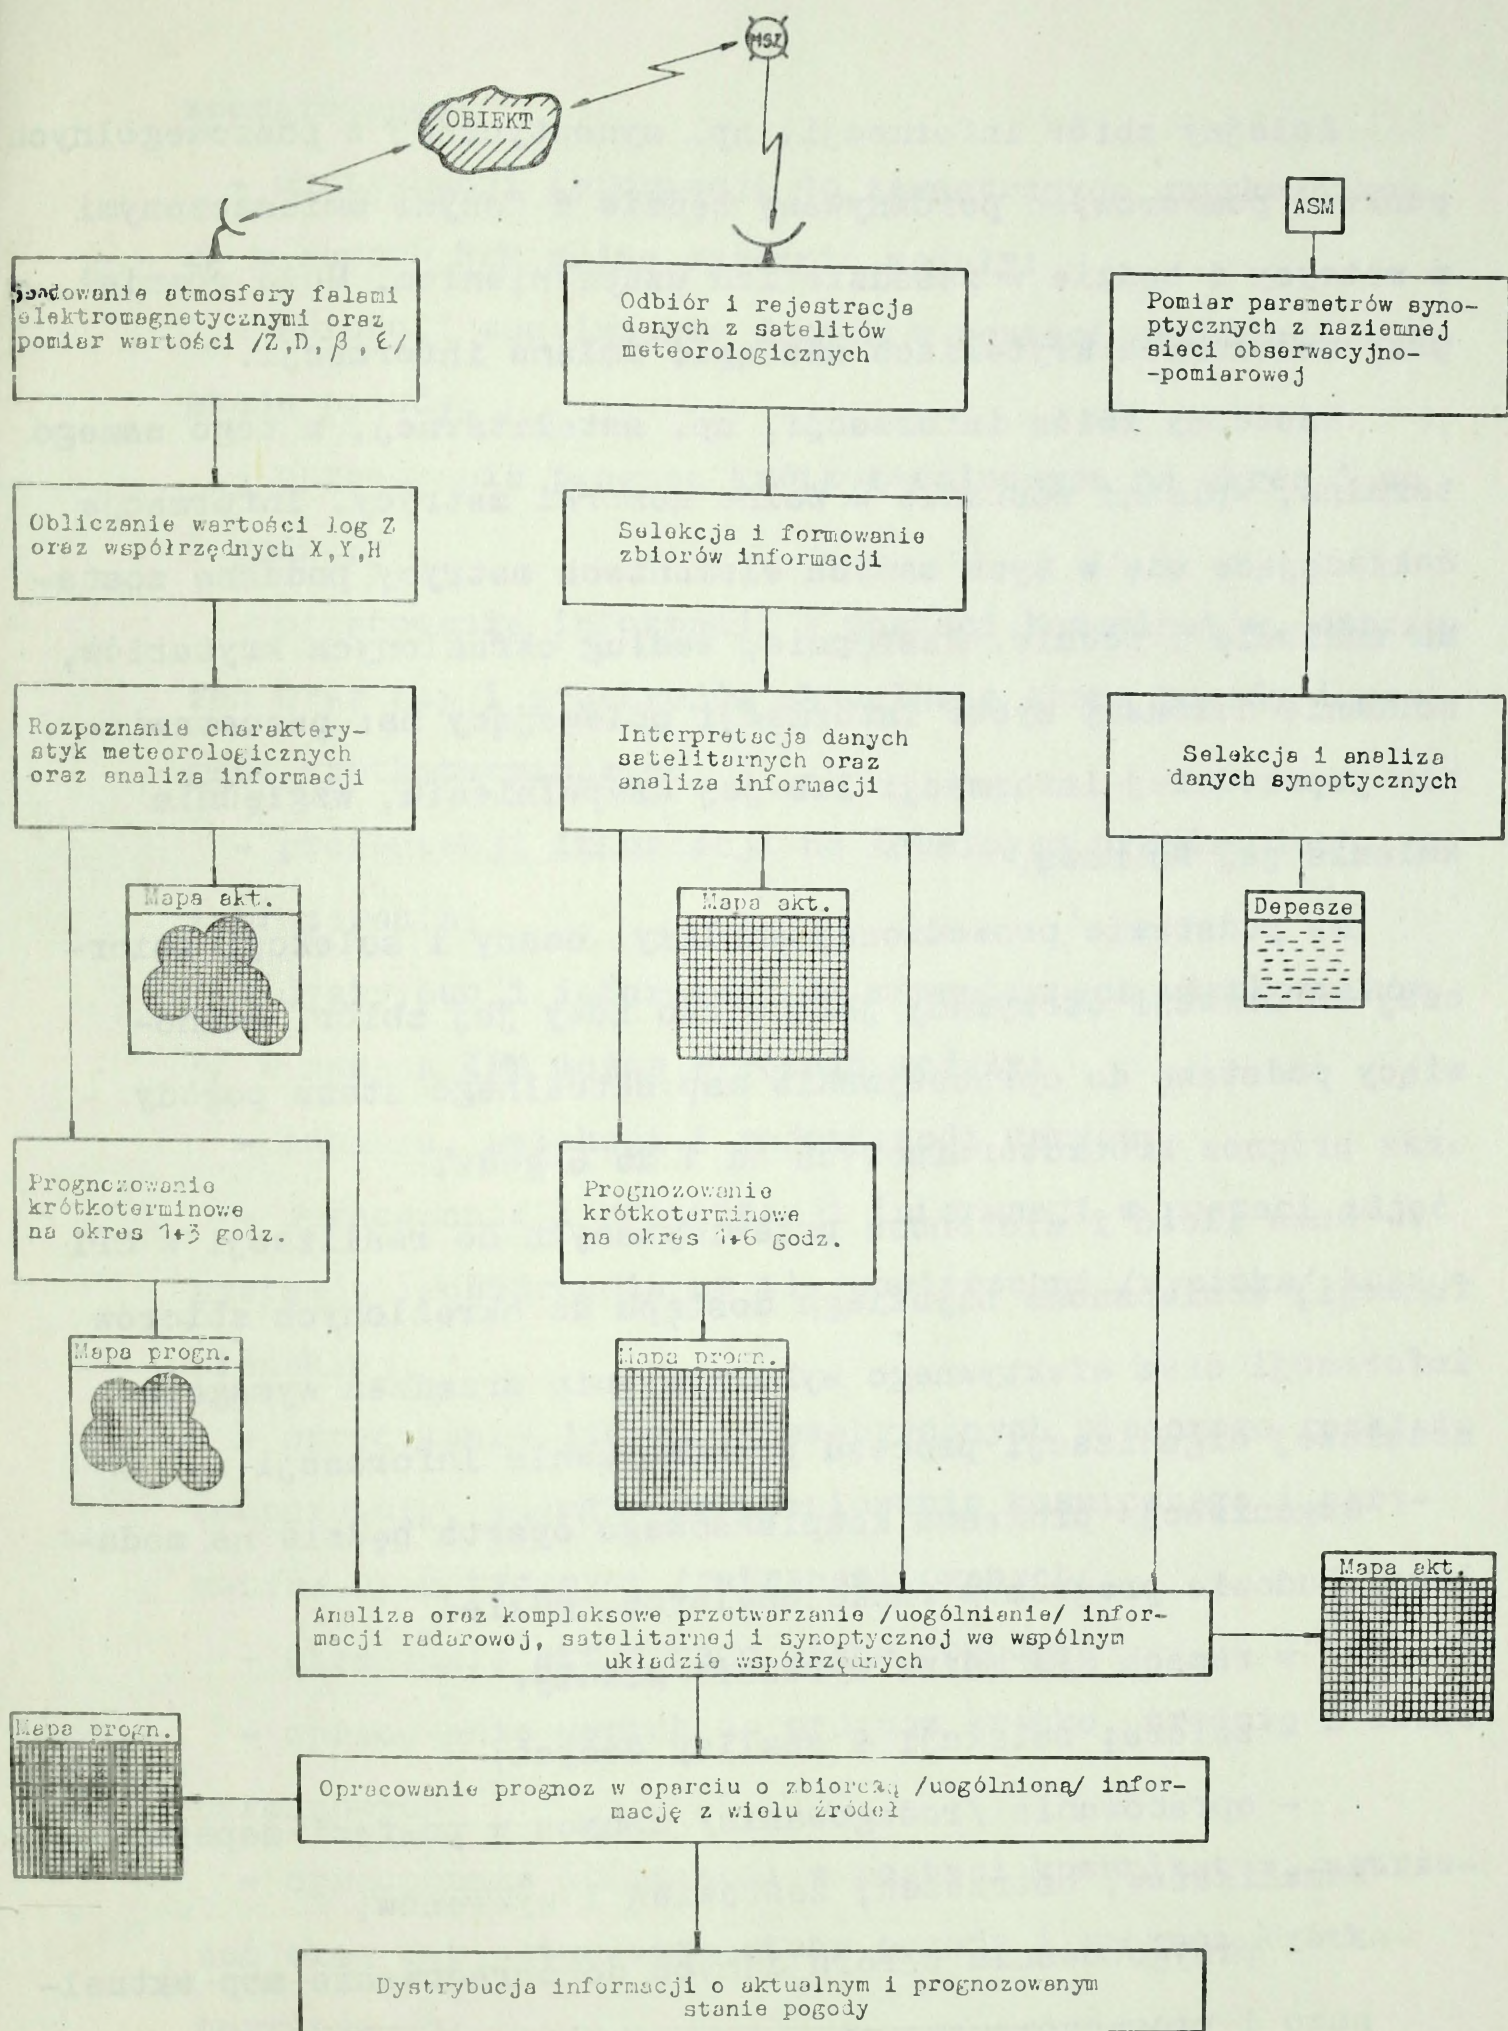 MSZ
OBIEKT
ASM
Sondowanie atmosfery falami
elektromagnetycznymi oraz
pomiar wartości /Z,D, β, ε/
Odbiór i rejestracja
danych z satelitów
meteorologicznych
Pomiar parametrów syno-
ptycznych z naziemnej
sieci obserwacyjno-
-pomiarowej
Obliczanie wartości log Z
oraz współrzędnych X,Y,H
Selekcja i formowanie
zbiorów informacji
Rozpoznanie charaktery-
styk meteorologicznych
oraz analiza informacji
Interpretacja danych
satelitarnych oraz
analiza informacji
Selekcja i analiza
danych synoptycznych
Mapa akt.
Mapa akt.
Depesze
Prognozowanie
krótkoterminowe
na okres 1+3 godz.
Prognozowanie
krótkoterminowe
na okres 1+6 godz.
Mapa progn.
Mapa progn.
Mapa akt.
Analiza oraz kompleksowe przetwarzanie /uogólnianie/ infor-
macji radarowej, satelitarnej i synoptycznej we wspólnym
układzie współrzędnych
Mapa progn.
Opracowanie prognoz w oparciu o zbiorczą /uogólnioną/ infor-
mację z wielu źródeł
Dystrybucja informacji o aktualnym i prognozowanym
stanie pogody